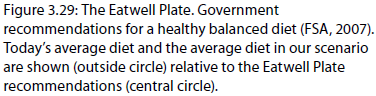 Figure 3.29: The Eatwell Plate. Government
recommendations for a healthy balanced diet (FSA, 2007).
Today's average diet and the average diet in our scenario
are shown (outside circle) relative to the Eatwell Plate
recommendations (central circle).